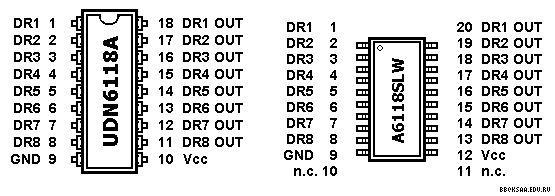 DR1 1 18 DR1 OUT
DR2 2 17 DR2 OUT
DR3 3 16 DR3 OUT
DR4 4 15 DR4 OUT
DR5 5 14 DR5 OUT
DR6 6 13 DR6 OUT
DR7 7 12 DR7 OUT
DR8 8 11 DR8 OUT
GND 9 10 Vcc
UDN6118A
DR1 1 20 DR1 OUT
DR2 2 19 DR2 OUT
DR3 3 18 DR3 OUT
DR4 4 17 DR4 OUT
DR5 5 16 DR5 OUT
DR6 6 15 DR6 OUT
DR7 7 14 DR7 OUT
DR8 8 13 DR8 OUT
GND 9 12 Vcc
n.c. 10 11 n.c.
A6118SLW